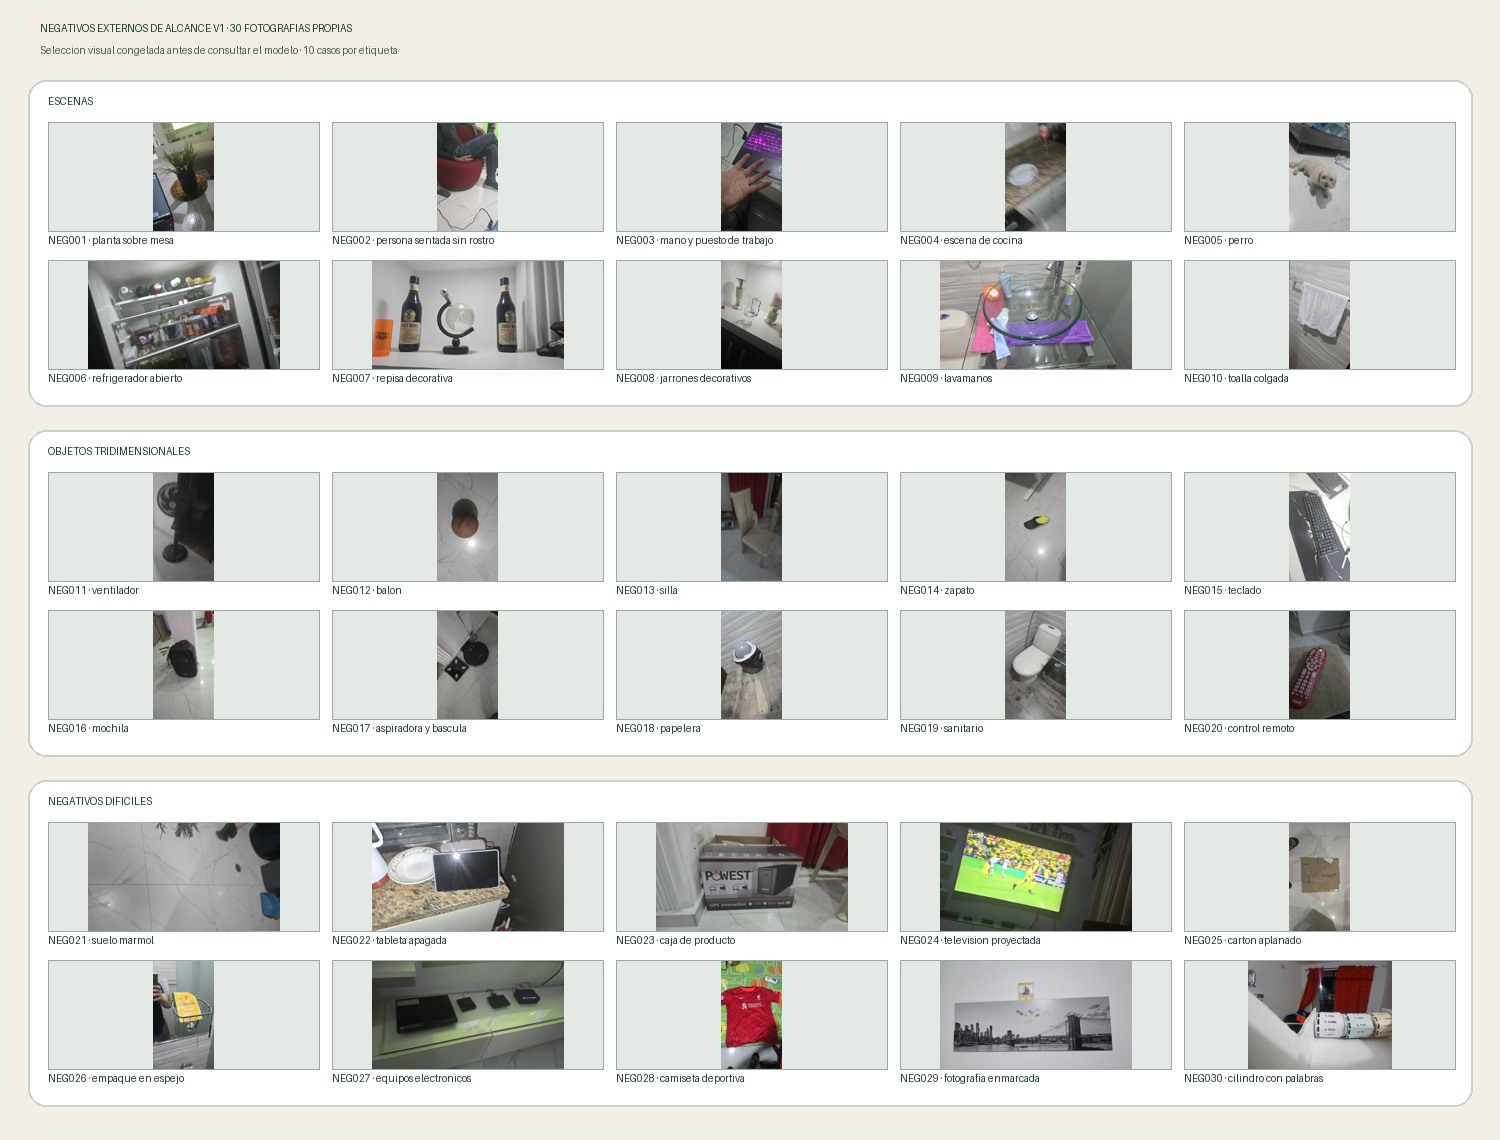 NEGATIVOS EXTERNOS DE ALCANCE V1 · 30 FOTOGRAFIAS PROPIAS
Seleccion visual congelada antes de consultar el modelo · 10 casos por etiqueta
ESCENAS
NEG001 · planta sobre mesa
NEG002 · persona sentada sin rostro
NEG003 · mano y puesto de trabajo
NEG004 · escena de cocina
NEG005 · perro
NEG006 · refrigerador abierto
NEG007 · repisa decorativa
NEG008 · jarrones decorativos
NEG009 · lavamanos
NEG010 · toalla colgada
OBJETOS TRIDIMENSIONALES
NEG011 · ventilador
NEG012 · balon
NEG013 · silla
NEG014 · zapato
NEG015 · teclado
NEG016 · mochila
NEG017 · aspiradora y bascula
NEG018 · papelera
NEG019 · sanitario
NEG020 · control remoto
NEGATIVOS DIFICILES
POWEST
NEG021 · suelo marmol
NEG022 · tableta apagada
NEG023 · caja de producto
NEG024 · television proyectada
NEG025 · carton aplanado
NEG026 · empaque en espejo
NEG027 · equipos electronicos
NEG028 · camiseta deportiva
NEG029 · fotografia enmarcada
NEG030 · cilindro con palabras